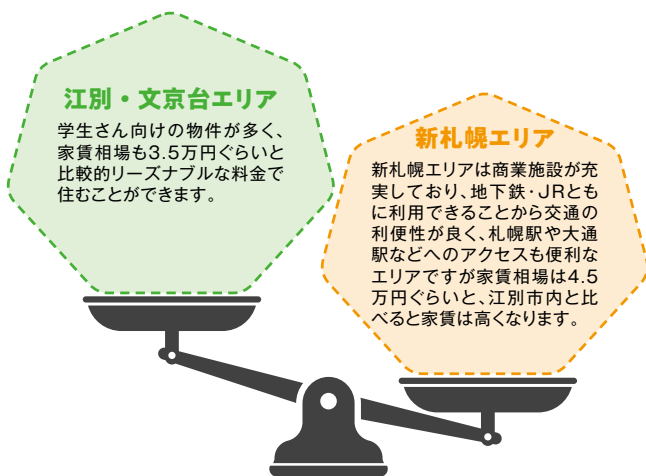 江別・文京台エリア
学生さん向けの物件が多く、
家賃相場も3.5万円ぐらいと
比較的リーズナブルな料金で
住むことができます。
新札幌エリア
新札幌エリアは商業施設が充
実しており、地下鉄・JRとも
に利用できることから交通の
利便性が良く、札幌駅や大通
駅などへのアクセスも便利な
エリアですが家賃相場は4.5
万円ぐらいと、江別市内と比
べると家賃は高くなります。